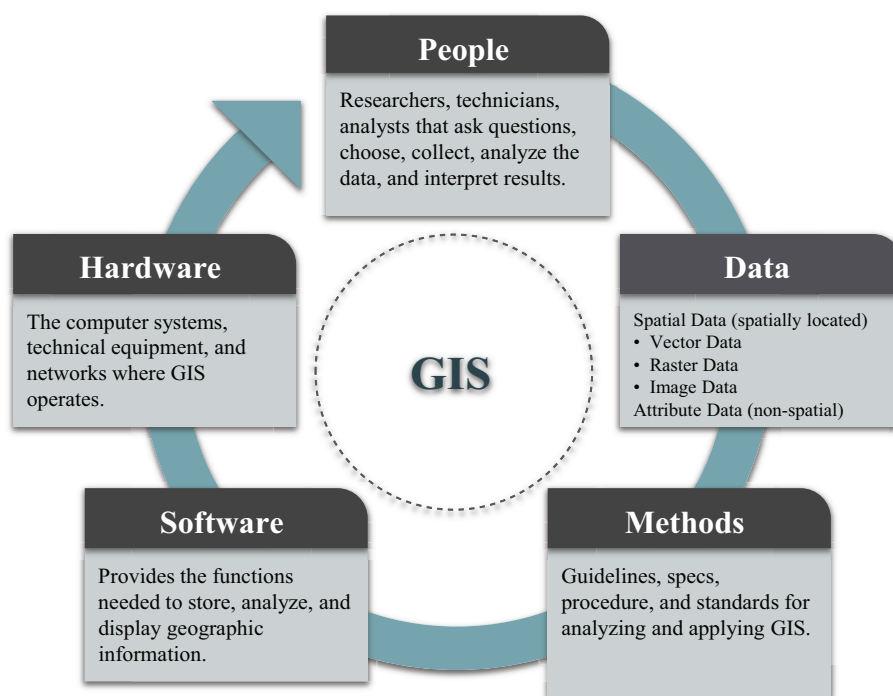 People
Researchers, technicians,
analysts that ask questions,
choose, collect, analyze the
data, and interpret results.
Data
Spatial Data (spatially located)
• Vector Data
• Raster Data
• Image Data
Attribute Data (non-spatial)
Methods
Guidelines, specs,
procedure, and standards for
analyzing and applying GIS.
Software
Provides the functions
needed to store, analyze, and
display geographic
information.
Hardware
The computer systems,
technical equipment, and
networks where GIS
operates.
GIS